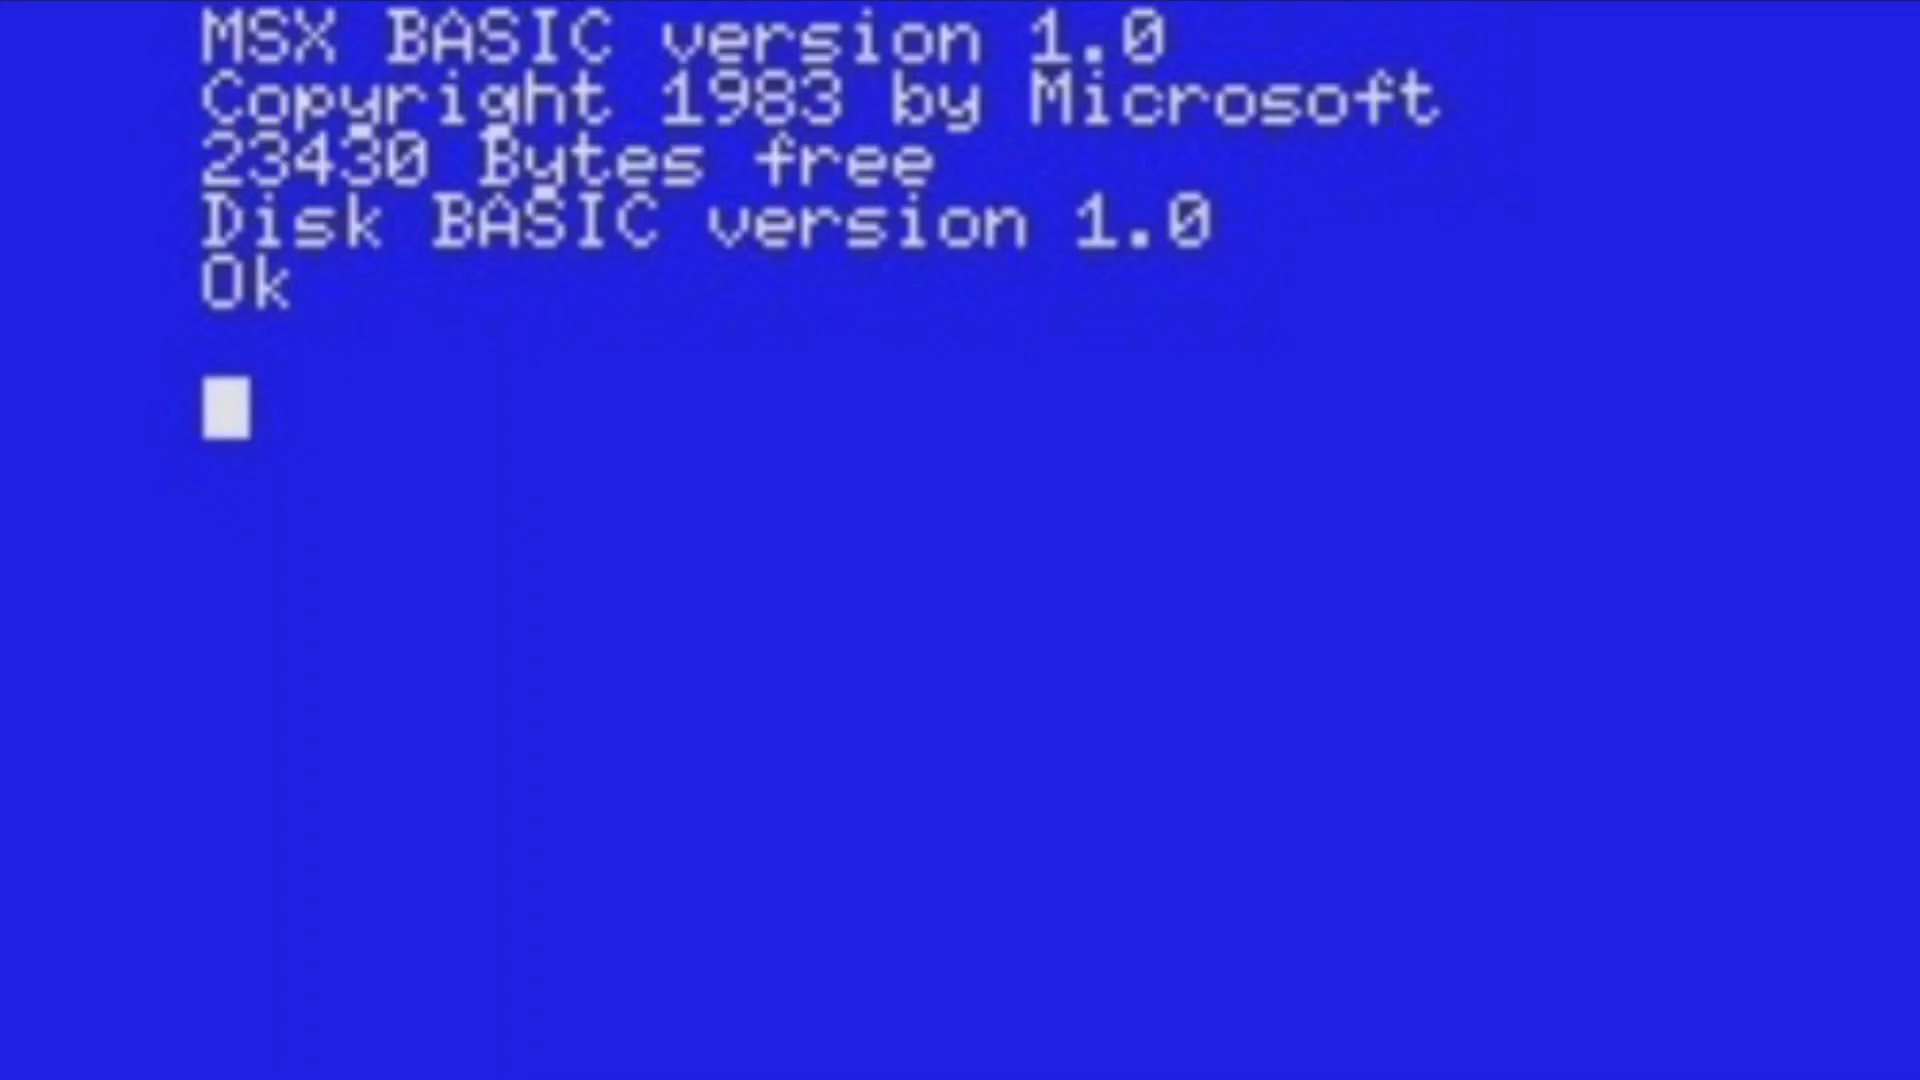 MSX BASIC version 1.0
Copyright 1983 by Microsoft
23430 Bytes free
Disk BASIC version 1.0
Ok